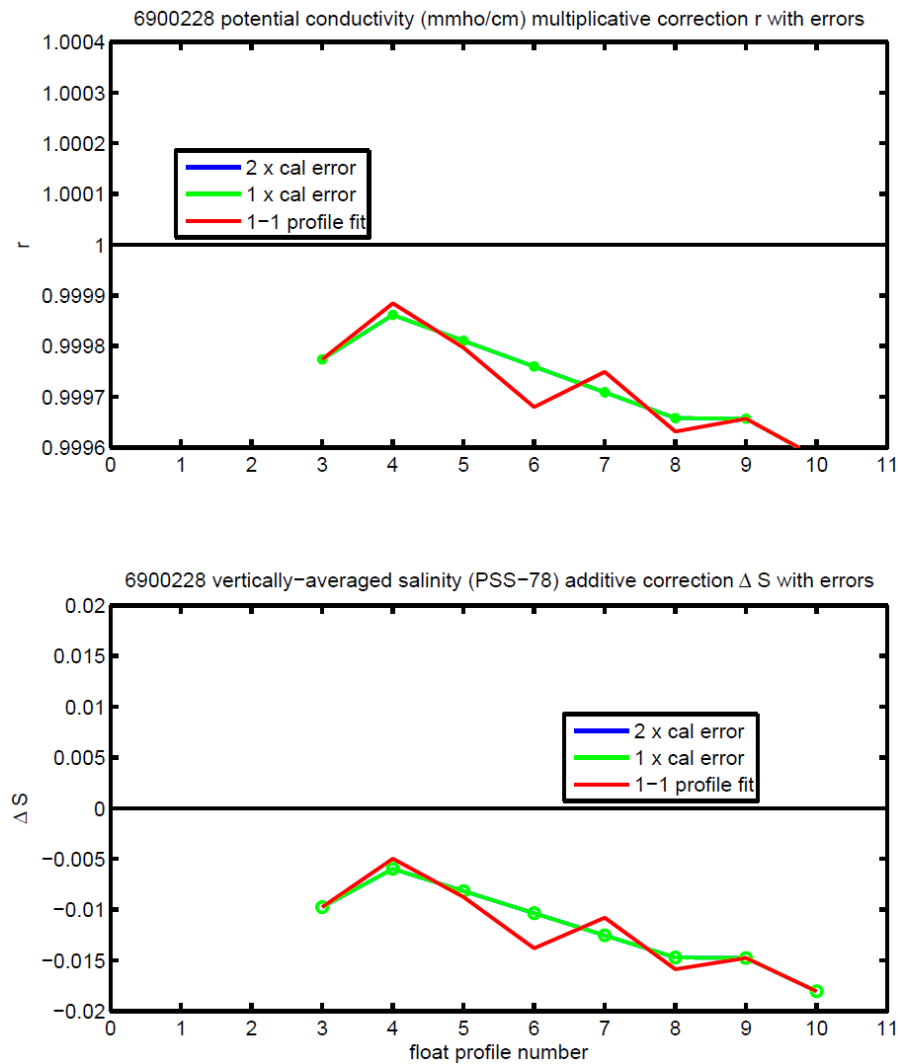 6900228 potential conductivity (mmho/cm) multiplicative correction r with errors
1.0004
1.0003
1.0002
1.0001
1
0.9999
0.9998
0.9997
0.9996
r
2 x cal error
1 x cal error
1−1 profile fit
0 1 2 3 4 5 6 7 8 9 10 11
6900228 vertically−averaged salinity (PSS−78) additive correction Δ S with errors
0.02
0.015
0.01
0.005
0
−0.005
−0.01
−0.015
−0.02
Δ S
2 x cal error
1 x cal error
1−1 profile fit
0 1 2 3 4 5 6 7 8 9 10 11
float profile number